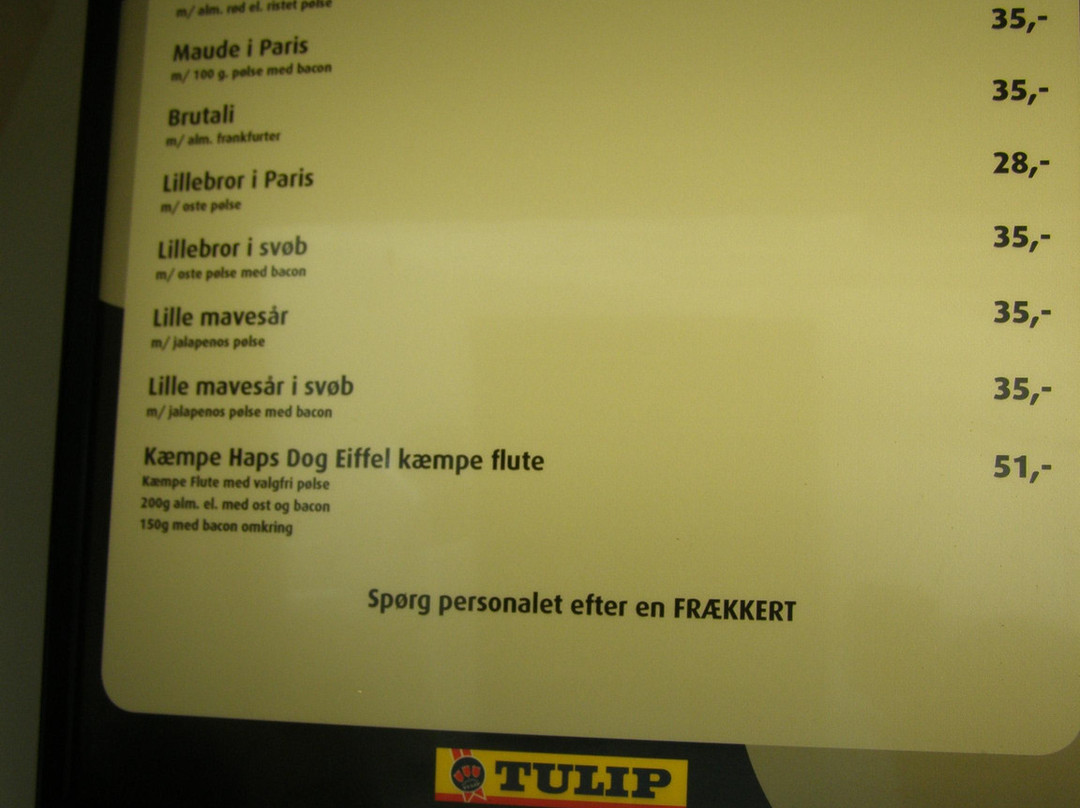 m/ alm. rød el. ristet pølse
Maude i Paris 35,-
m/ 100 g. pølse med bacon
Brutali 35,-
m/ alm. frankfurter
Lillebror i Paris 28,-
m/ oste pølse
Lillebror i svøb 35,-
m/ oste pølse med bacon
Lille mavesår 35,-
m/ jalapenos pølse
Lille mavesår i svøb 35,-
m/ jalapenos pølse med bacon
Kæmpe Haps Dog Eiffel kæmpe flute 51,-
Kæmpe Flute med valgfri pølse
200g alm. el. med ost og bacon
150g med bacon omkring
Spørg personalet efter en FRÆKKERT
TULIP